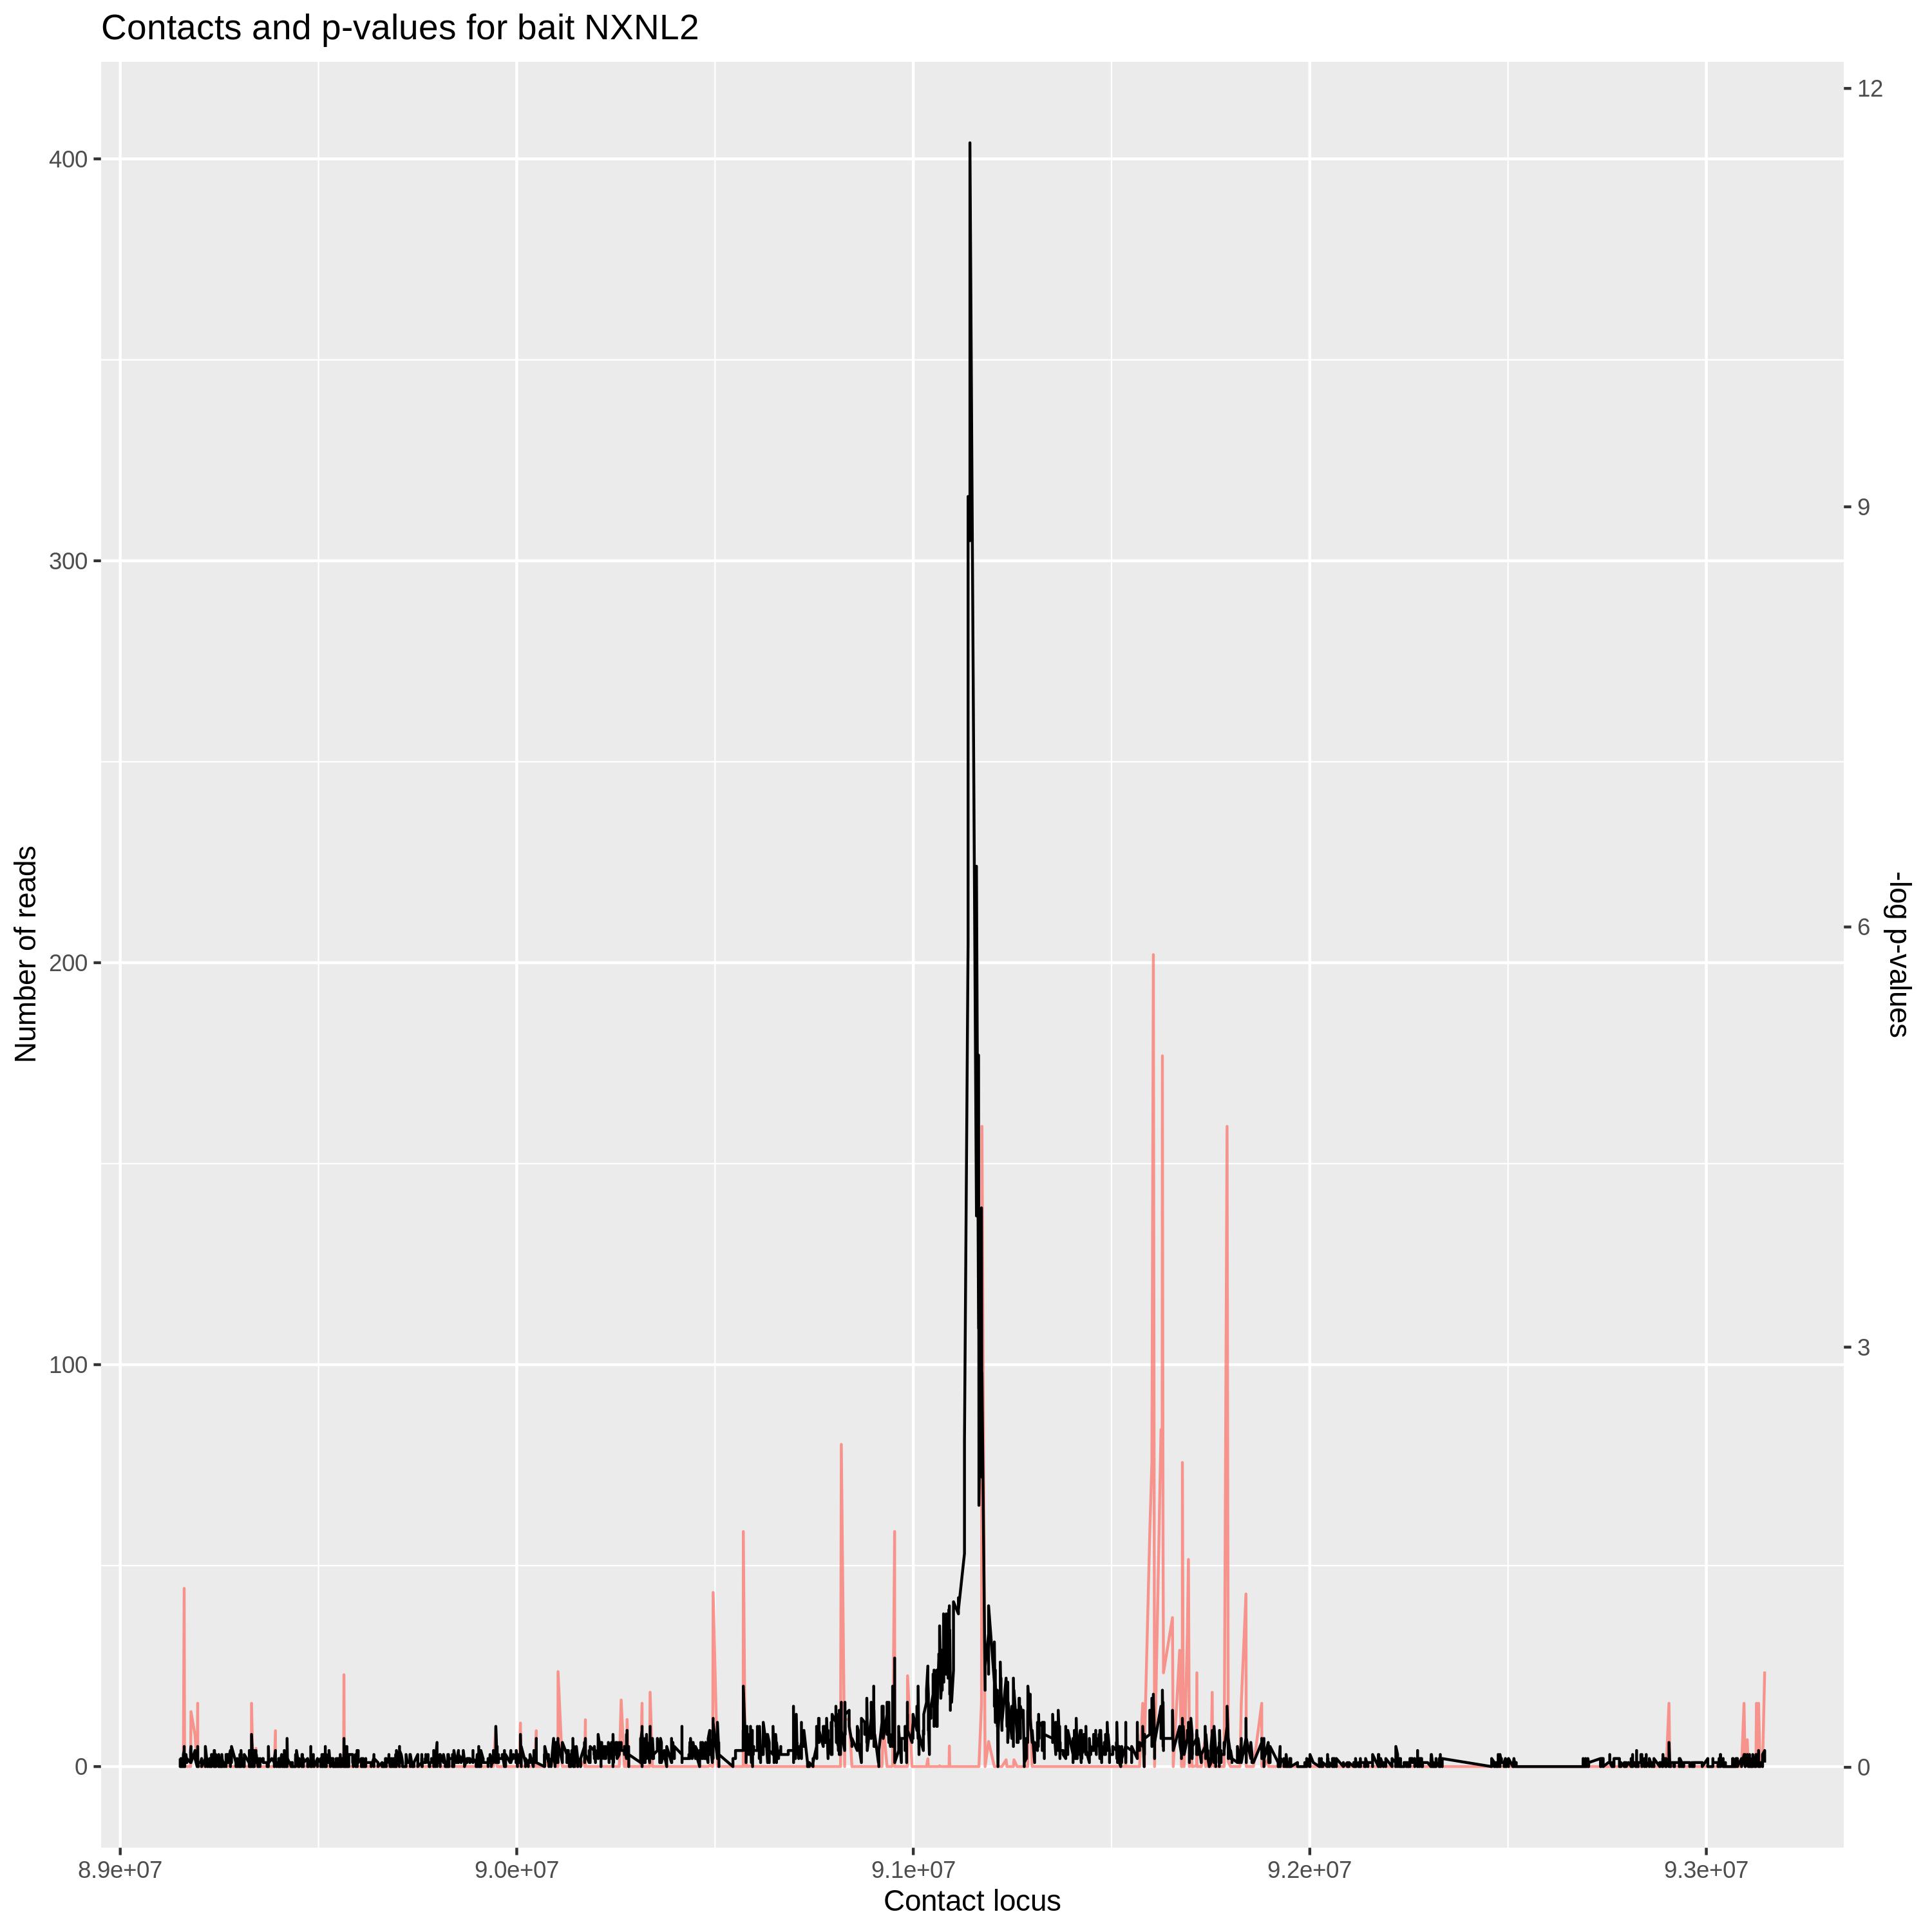 Contacts and p-values for bait NXNL2
12
400
9
300
Number of reads
-log p-values
6
200
3
100
0
0
8.9e+07
9.0e+07
9.1e+07
9.2e+07
9.3e+07
Contact locus